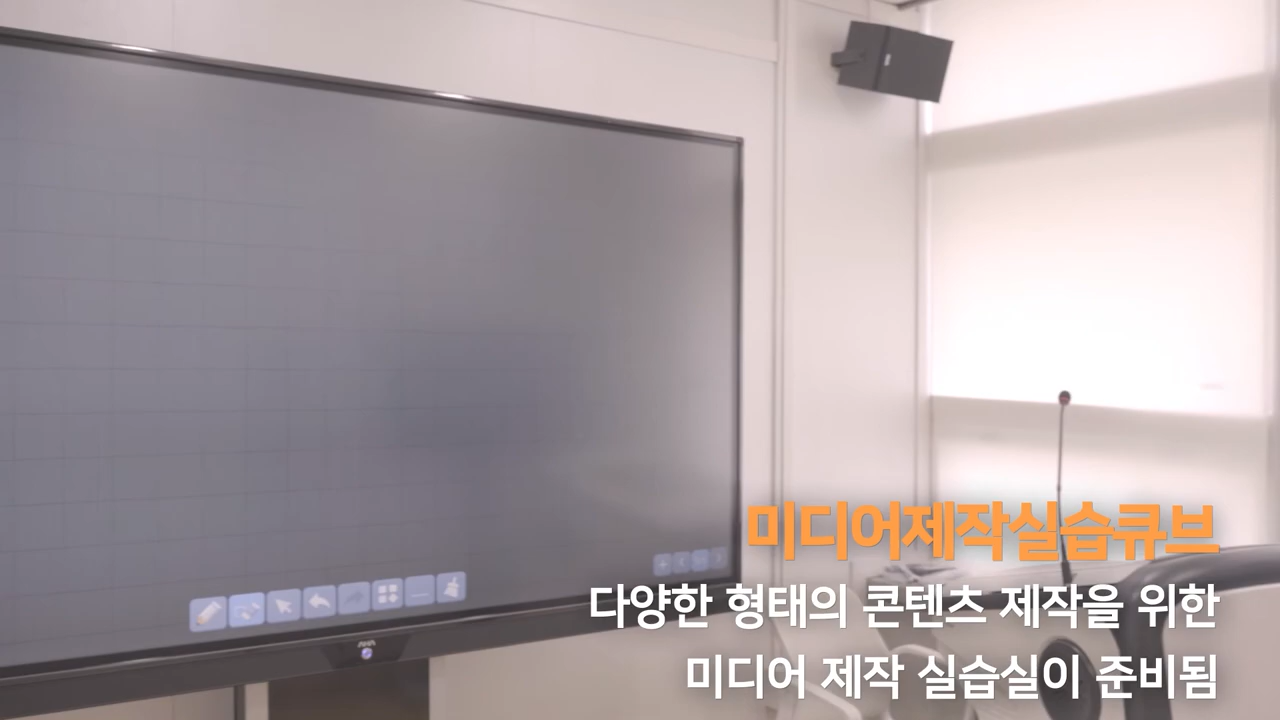 미디어제작실습큐브
다양한 형태의 콘텐츠 제작을 위한
미디어 제작 실습실이 준비됨